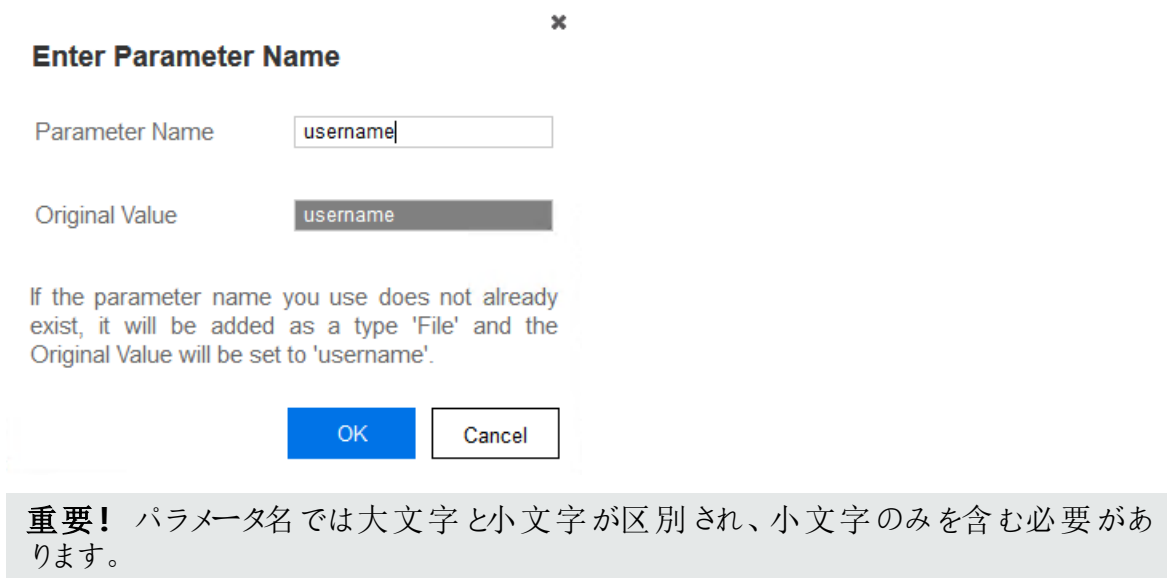 ✖
Enter Parameter Name
Parameter Name username
Original Value username
If the parameter name you use does not already
exist, it will be added as a type 'File' and the
Original Value will be set to 'username'.
OK Cancel
重要! パラメータ名では大文字と小文字が区別され、小文字のみを含む必要があ
ります。